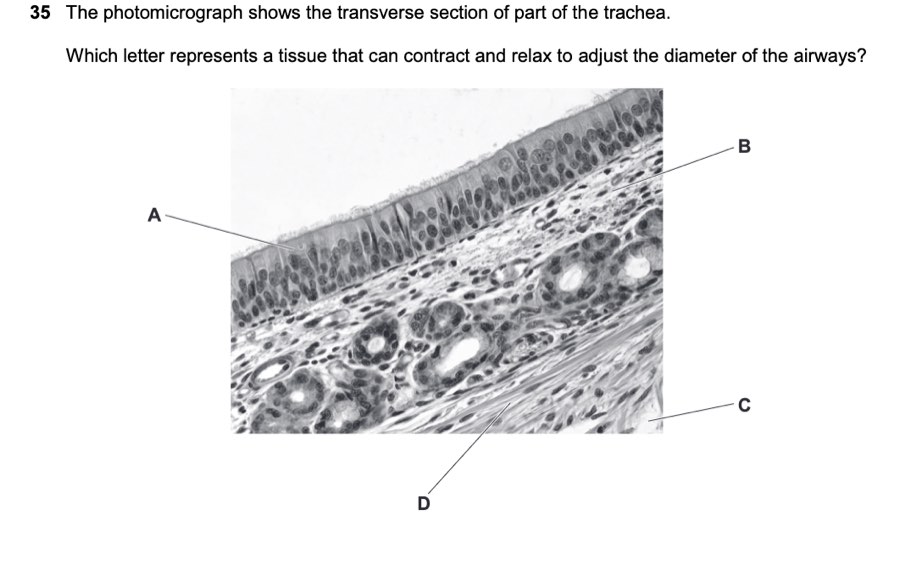 35 The photomicrograph shows the transverse section of part of the trachea.
Which letter represents a tissue that can contract and relax to adjust the diameter of the airways?
B
A
C
D